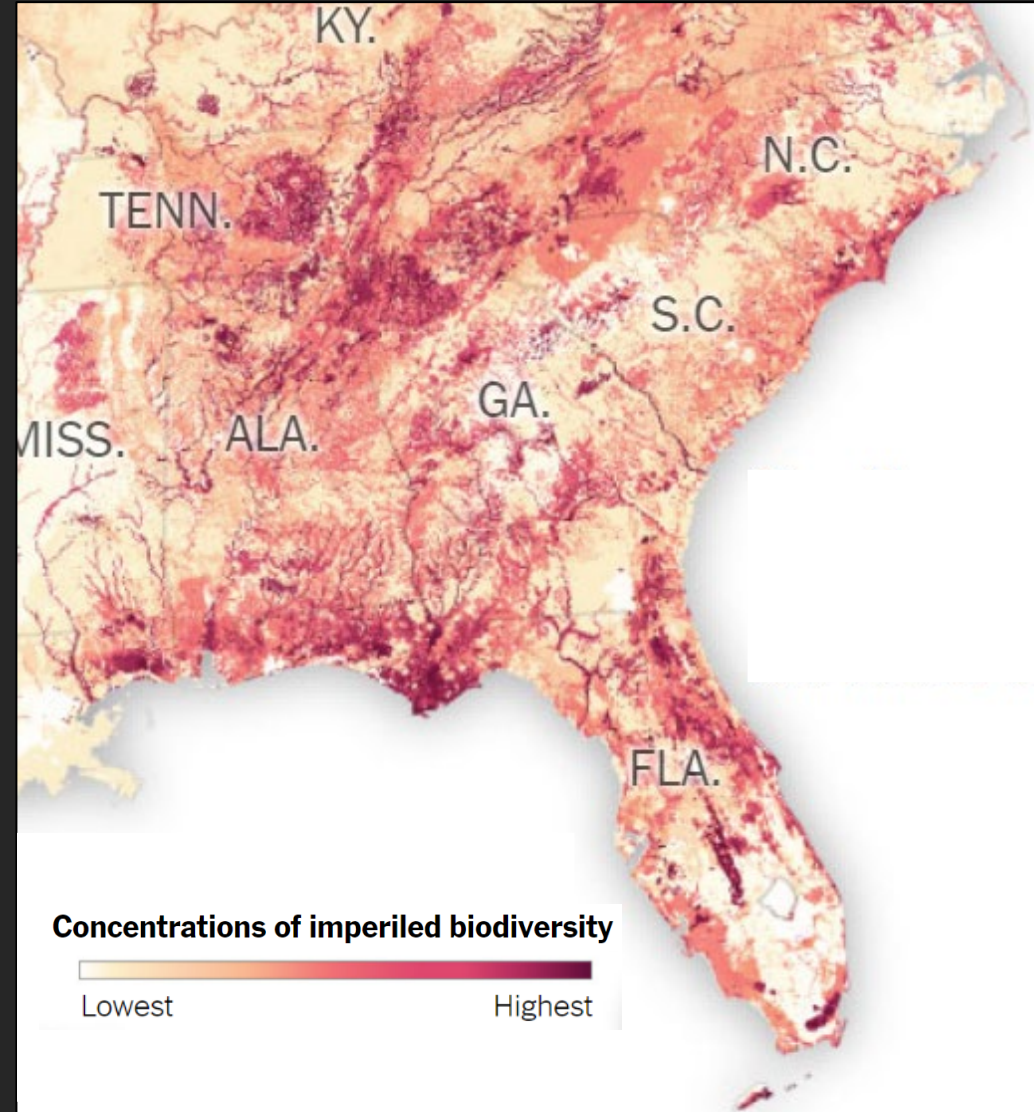 KY.
N.C.
TENN.
S.C.
GA.
MISS.
ALA.
FLA.
Concentrations of imperiled biodiversity
Lowest
Highest